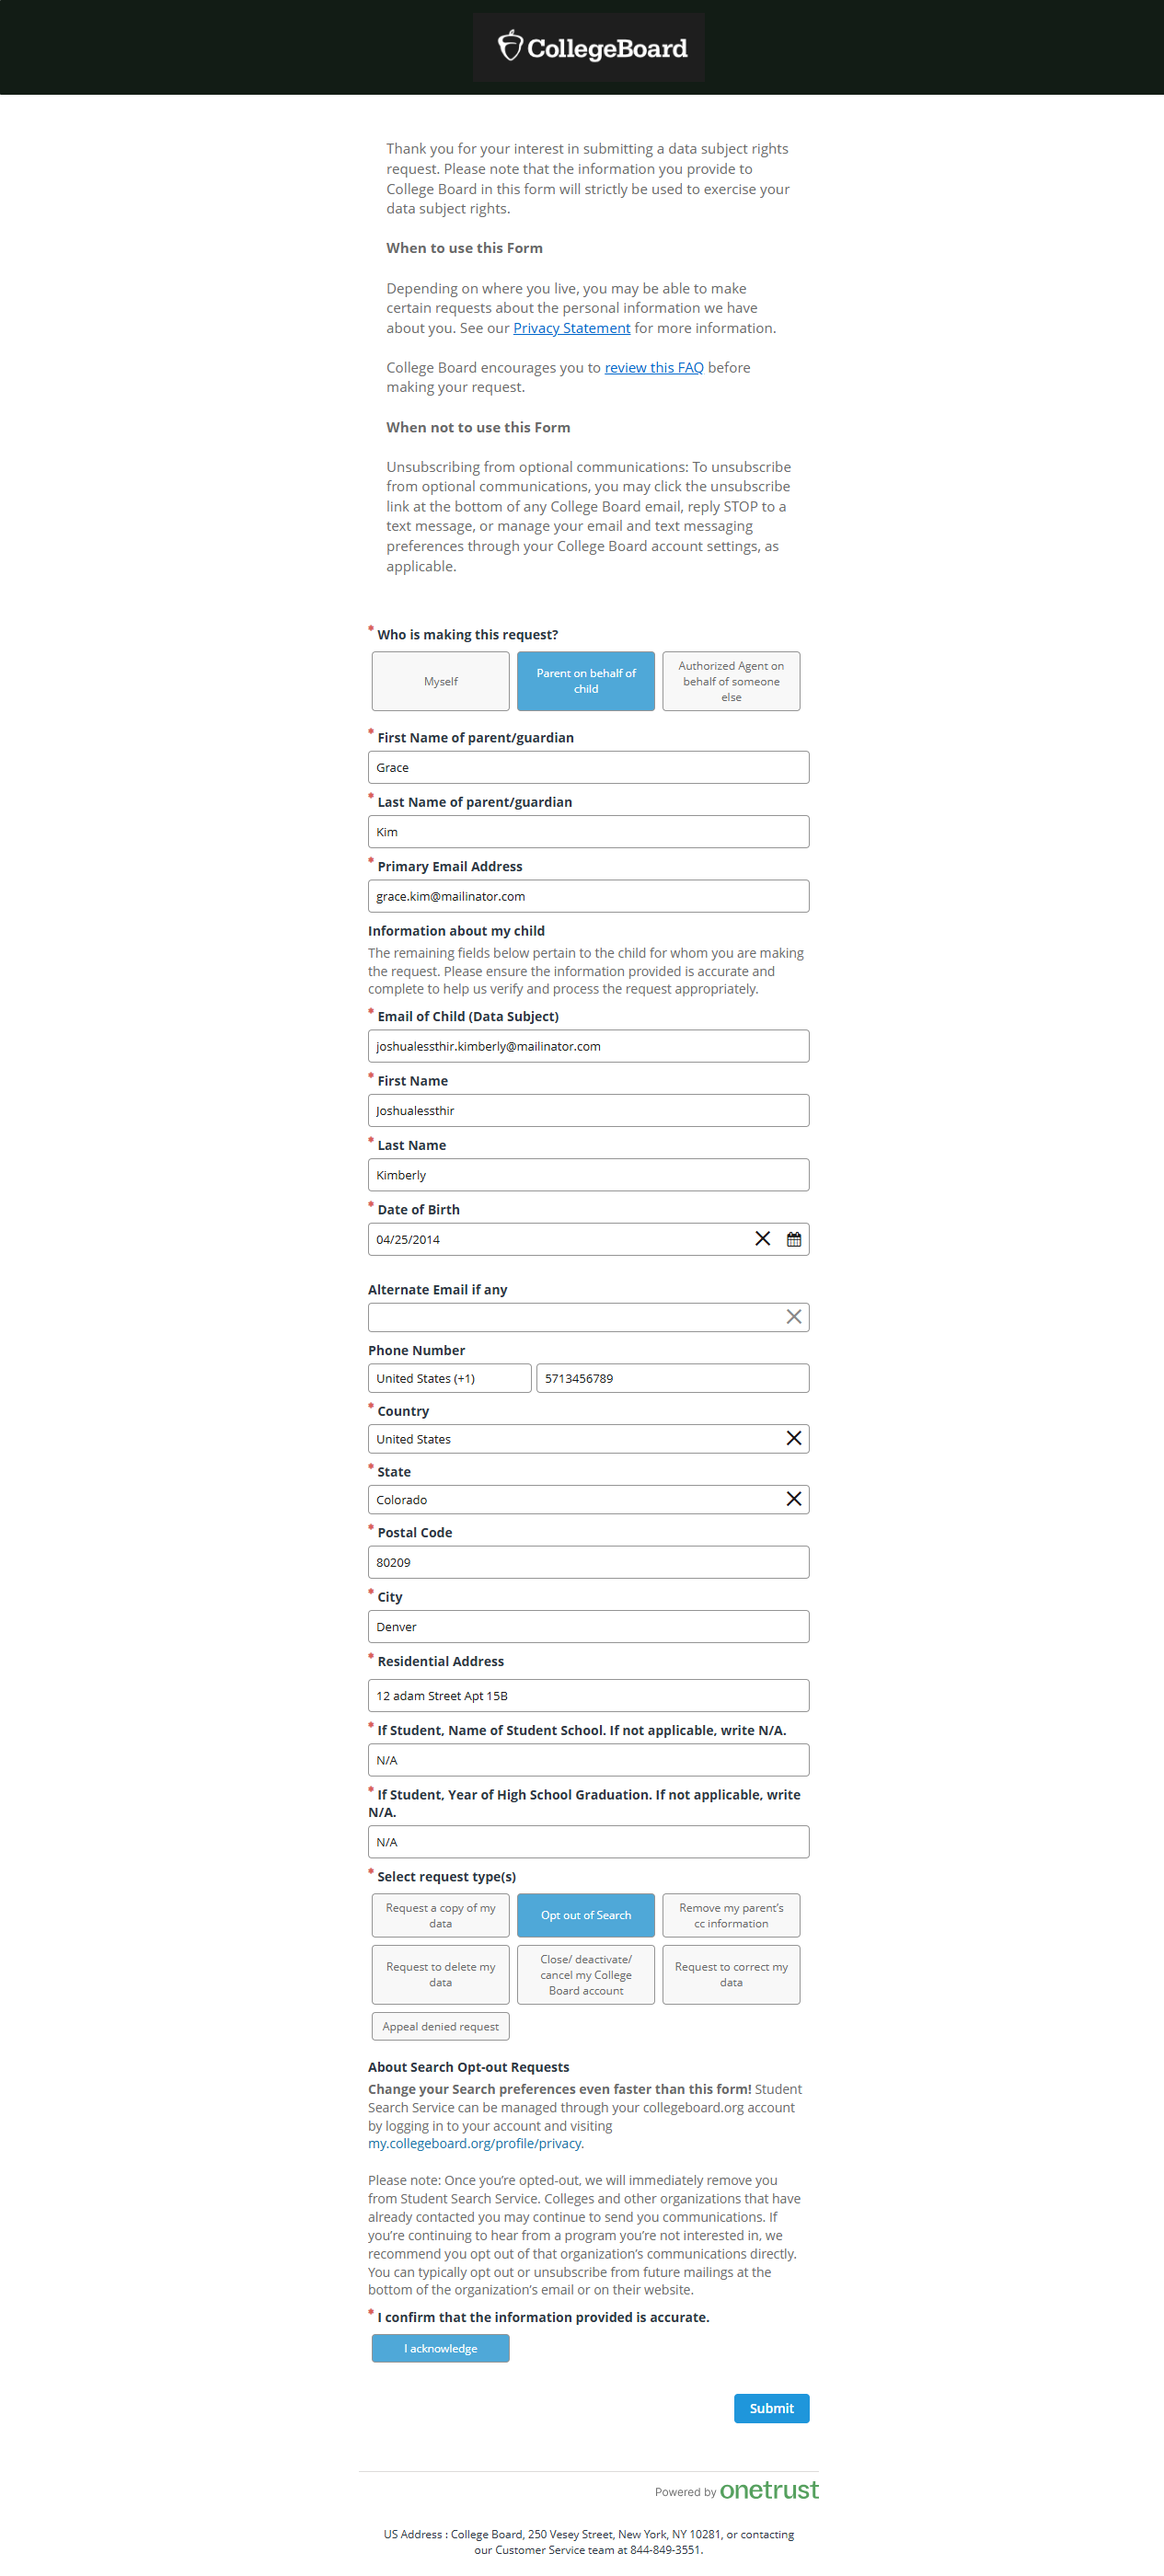 CollegeBoard
Thank you for your interest in submitting a data subject rights
request. Please note that the information you provide to
College Board in this form will strictly be used to exercise your
data subject rights.
When to use this Form
Depending on where you live, you may be able to make
certain requests about the personal information we have
about you. See our Privacy Statement for more information.
College Board encourages you to review this FAQ before
making your request.
When not to use this Form
Unsubscribing from optional communications: To unsubscribe
from optional communications, you may click the unsubscribe
link at the bottom of any College Board email, reply STOP to a
text message, or manage your email and text messaging
preferences through your College Board account settings, as
applicable.
* Who is making this request?
Myself
Parent on behalf of
child
Authorized Agent on
behalf of someone
else
* First Name of parent/guardian
Grace
* Last Name of parent/guardian
Kim
* Primary Email Address
grace.kim@mailinator.com
Information about my child
The remaining fields below pertain to the child for whom you are making
the request. Please ensure the information provided is accurate and
complete to help us verify and process the request appropriately.
* Email of Child (Data Subject)
joshualessthir.kimberly@mailinator.com
* First Name
Joshualessthir
* Last Name
Kimberly
* Date of Birth
04/25/2014
Alternate Email if any
Phone Number
United States (+1) 5713456789
* Country
United States
* State
Colorado
* Postal Code
80209
* City
Denver
* Residential Address
12 adam Street Apt 15B
* If Student, Name of Student School. If not applicable, write N/A.
N/A
* If Student, Year of High School Graduation. If not applicable, write
N/A.
N/A
* Select request type(s)
Request a copy of my
data
Opt out of Search
Remove my parent's
cc information
Request to delete my
data
Close/ deactivate/
cancel my College
Board account
Request to correct my
data
Appeal denied request
About Search Opt-out Requests
Change your Search preferences even faster than this form! Student
Search Service can be managed through your collegeboard.org account
by logging in to your account and visiting
my.collegeboard.org/profile/privacy.
Please note: Once you're opted-out, we will immediately remove you
from Student Search Service. Colleges and other organizations that have
already contacted you may continue to send you communications. If
you're continuing to hear from a program you're not interested in, we
recommend you opt out of that organization's communications directly.
You can typically opt out or unsubscribe from future mailings at the
bottom of the organization's email or on their website.
* I confirm that the information provided is accurate.
I acknowledge
Submit
Powered by onetrust
US Address : College Board, 250 Vesey Street, New York, NY 10281, or contacting
our Customer Service team at 844-849-3551.